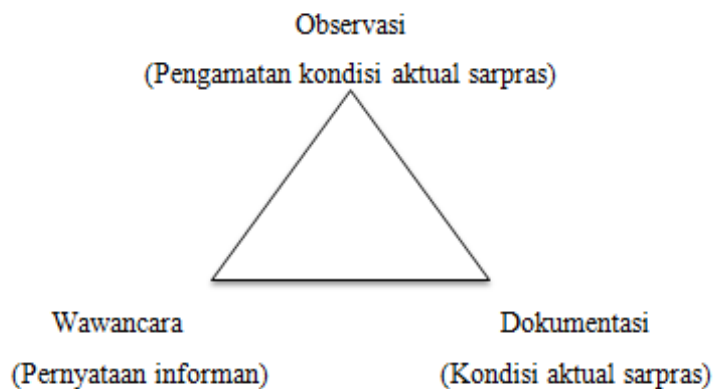 Observasi
(Pengamatan kondisi aktual sarpras)
Wawancara
(Pernyataan informan)
Dokumentasi
(Kondisi aktual sarpras)